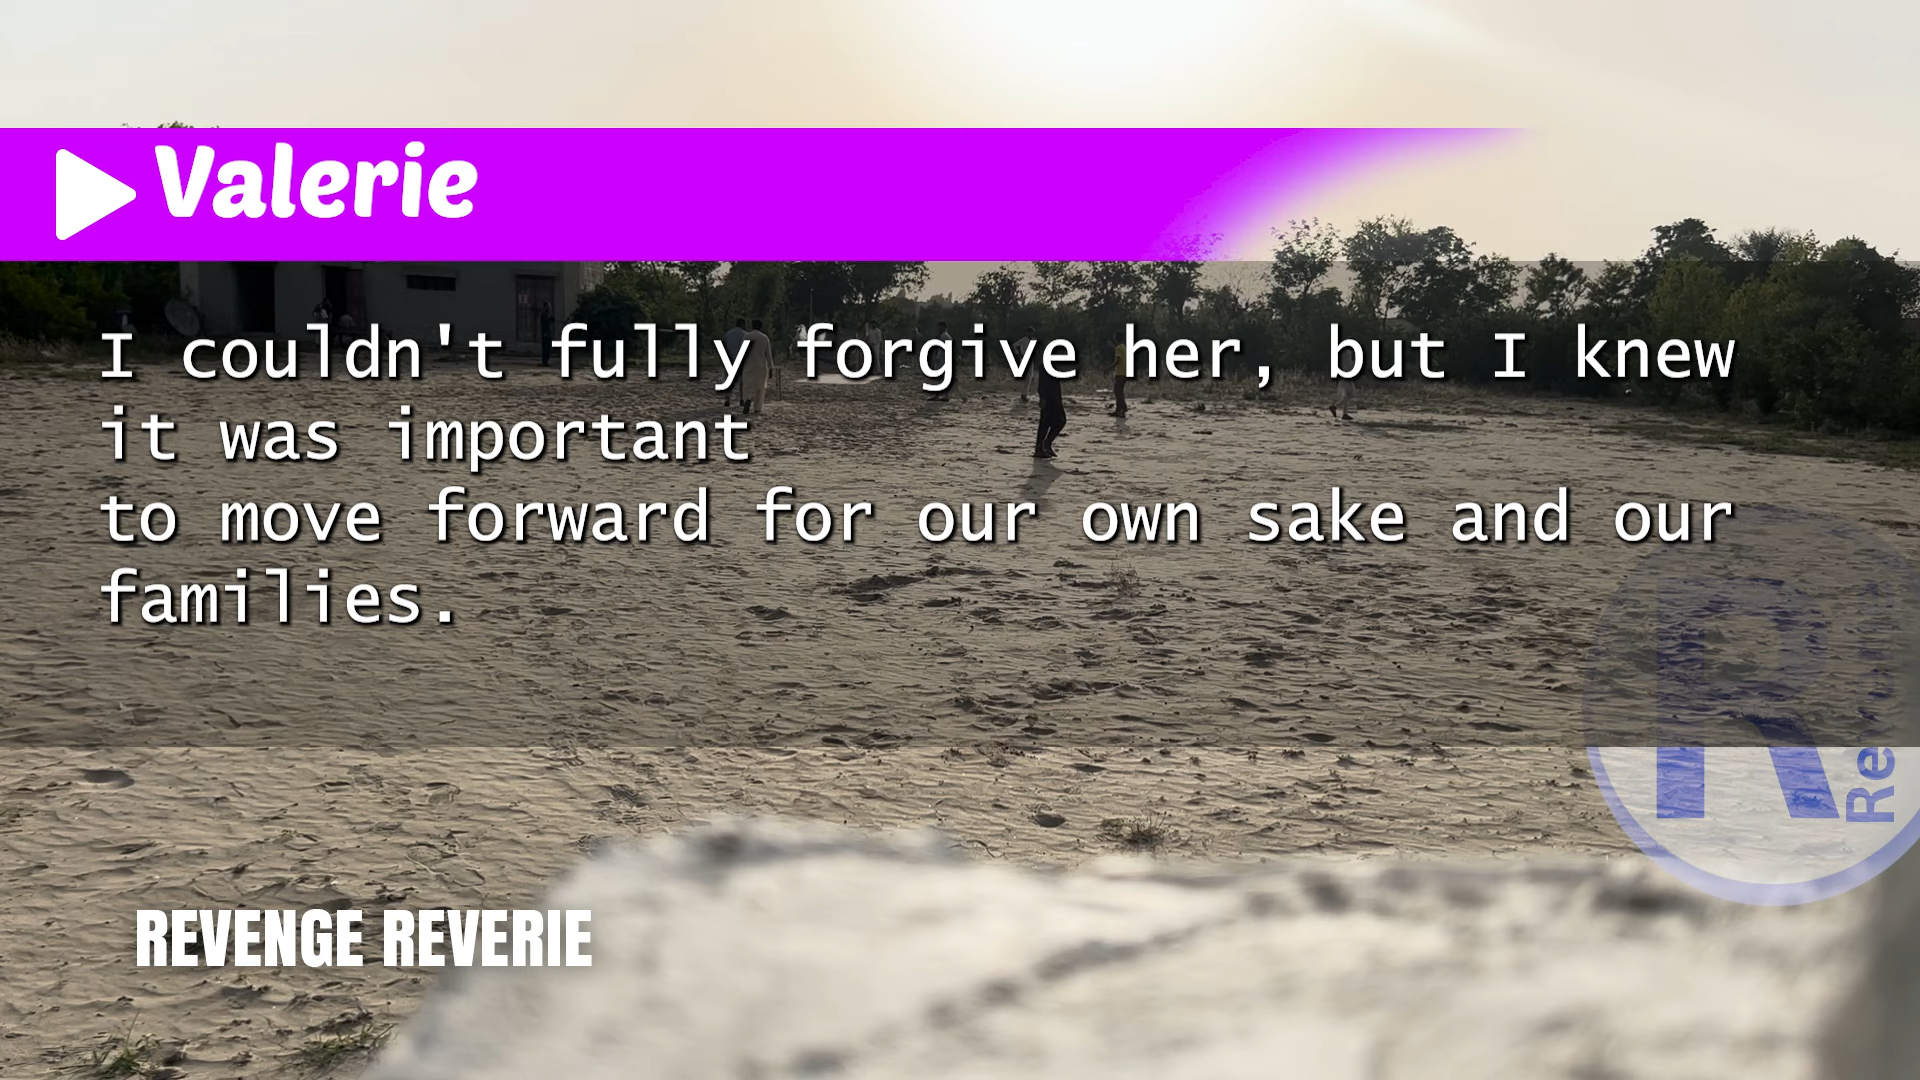 Valerie
I couldn't fully forgive her, but I knew
it was important
to move forward for our own sake and our
families.
R
REVENGE REVERIE